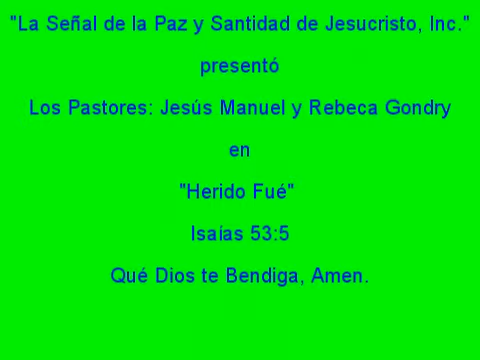 "La Señal de la Paz y Santidad de Jesucristo, Inc."
presentó
Los Pastores: Jesús Manuel y Rebeca Gondry
en
"Herido Fué"
Isaías 53:5
Qué Dios te Bendiga, Amen.